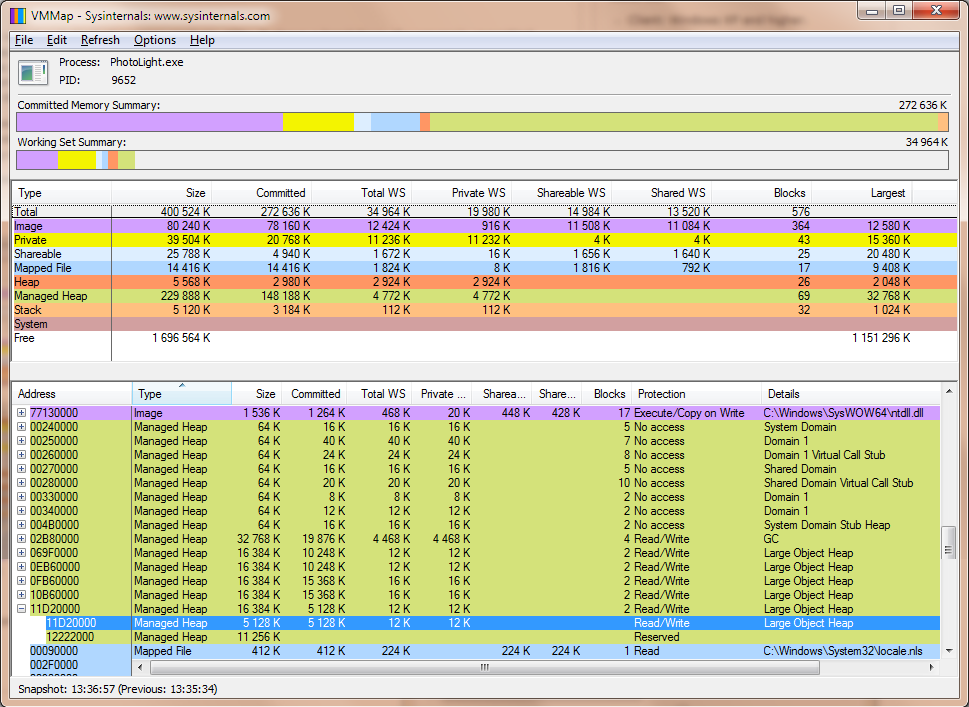 VMMap - Sysinternals: www.sysinternals.com
File Edit Refresh Options Help
Process: PhotoLight.exe
PID: 9652
Committed Memory Summary: 272 636 K
Working Set Summary: 34 964 K
Type Size Committed Total WS Private WS Shareable WS Shared WS Blocks Largest
Total 400 524 K 272 636 K 34 964 K 19 980 K 14 984 K 13 520 K 576
Image 80 240 K 78 160 K 12 424 K 916 K 11 508 K 11 084 K 364 12 580 K
Private 39 504 K 20 768 K 11 236 K 11 232 K 4 K 4 K 43 15 360 K
Shareable 25 788 K 4 940 K 1 672 K 16 K 1 656 K 1 640 K 25 20 480 K
Mapped File 14 416 K 14 416 K 1 824 K 8 K 1 816 K 792 K 17 9 408 K
Heap 5 568 K 2 980 K 2 924 K 2 924 K 26 2 048 K
Managed Heap 229 888 K 148 188 K 4 772 K 4 772 K 69 32 768 K
Stack 5 120 K 3 184 K 112 K 112 K 32 1 024 K
System
Free 1 696 564 K 1 151 296 K
Address Type Size Committed Total WS Private ... Sharea... Share... Blocks Protection Details
77130000 Image 1 536 K 1 264 K 468 K 20 K 448 K 428 K 17 Execute/Copy on Write C:\Windows\SysWOW64\ntdll.dll
00240000 Managed Heap 64 K 16 K 16 K 16 K 5 No access System Domain
00250000 Managed Heap 64 K 40 K 40 K 40 K 7 No access Domain 1
00260000 Managed Heap 64 K 24 K 24 K 24 K 8 No access Domain 1 Virtual Call Stub
00270000 Managed Heap 64 K 16 K 16 K 16 K 5 No access Shared Domain
00280000 Managed Heap 64 K 20 K 20 K 20 K 10 No access Shared Domain Virtual Call Stub
00330000 Managed Heap 64 K 8 K 8 K 8 K 2 No access Domain 1
00340000 Managed Heap 64 K 12 K 12 K 12 K 2 No access Domain 1
004B0000 Managed Heap 64 K 16 K 16 K 16 K 2 No access System Domain Stub Heap
02B80000 Managed Heap 32 768 K 19 876 K 4 468 K 4 468 K 4 Read/Write GC
069F0000 Managed Heap 16 384 K 10 248 K 12 K 12 K 2 Read/Write Large Object Heap
0EB60000 Managed Heap 16 384 K 10 248 K 12 K 12 K 2 Read/Write Large Object Heap
0FB60000 Managed Heap 16 384 K 15 368 K 16 K 16 K 2 Read/Write Large Object Heap
10B60000 Managed Heap 16 384 K 15 368 K 16 K 16 K 2 Read/Write Large Object Heap
11D20000 Managed Heap 16 384 K 5 128 K 12 K 12 K 2 Read/Write Large Object Heap
11D20000 Managed Heap 5 128 K 5 128 K 12 K 12 K Read/Write Large Object Heap
12222000 Managed Heap 11 256 K Reserved
00090000 Mapped File 412 K 412 K 224 K 224 K 224 K 1 Read C:\Windows\System32\locale.nls
002F0000
Snapshot: 13:36:57 (Previous: 13:35:34)